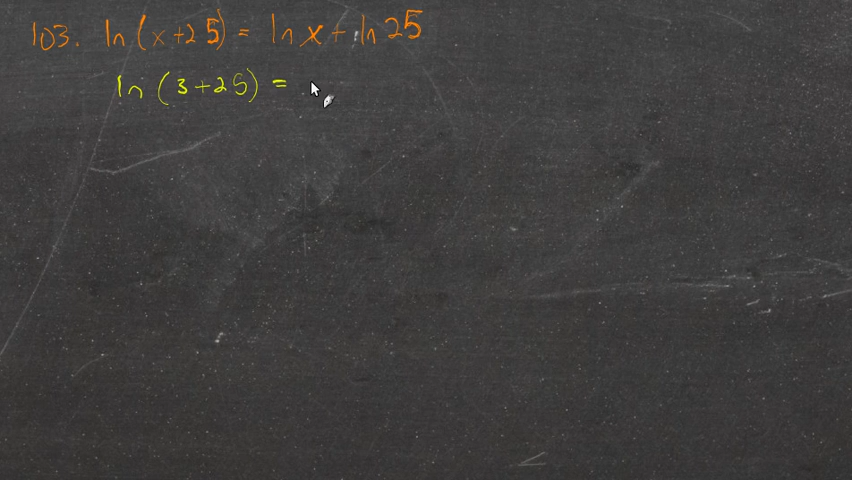 103. ln(x+25) = ln x + ln 25
ln(3+25) =